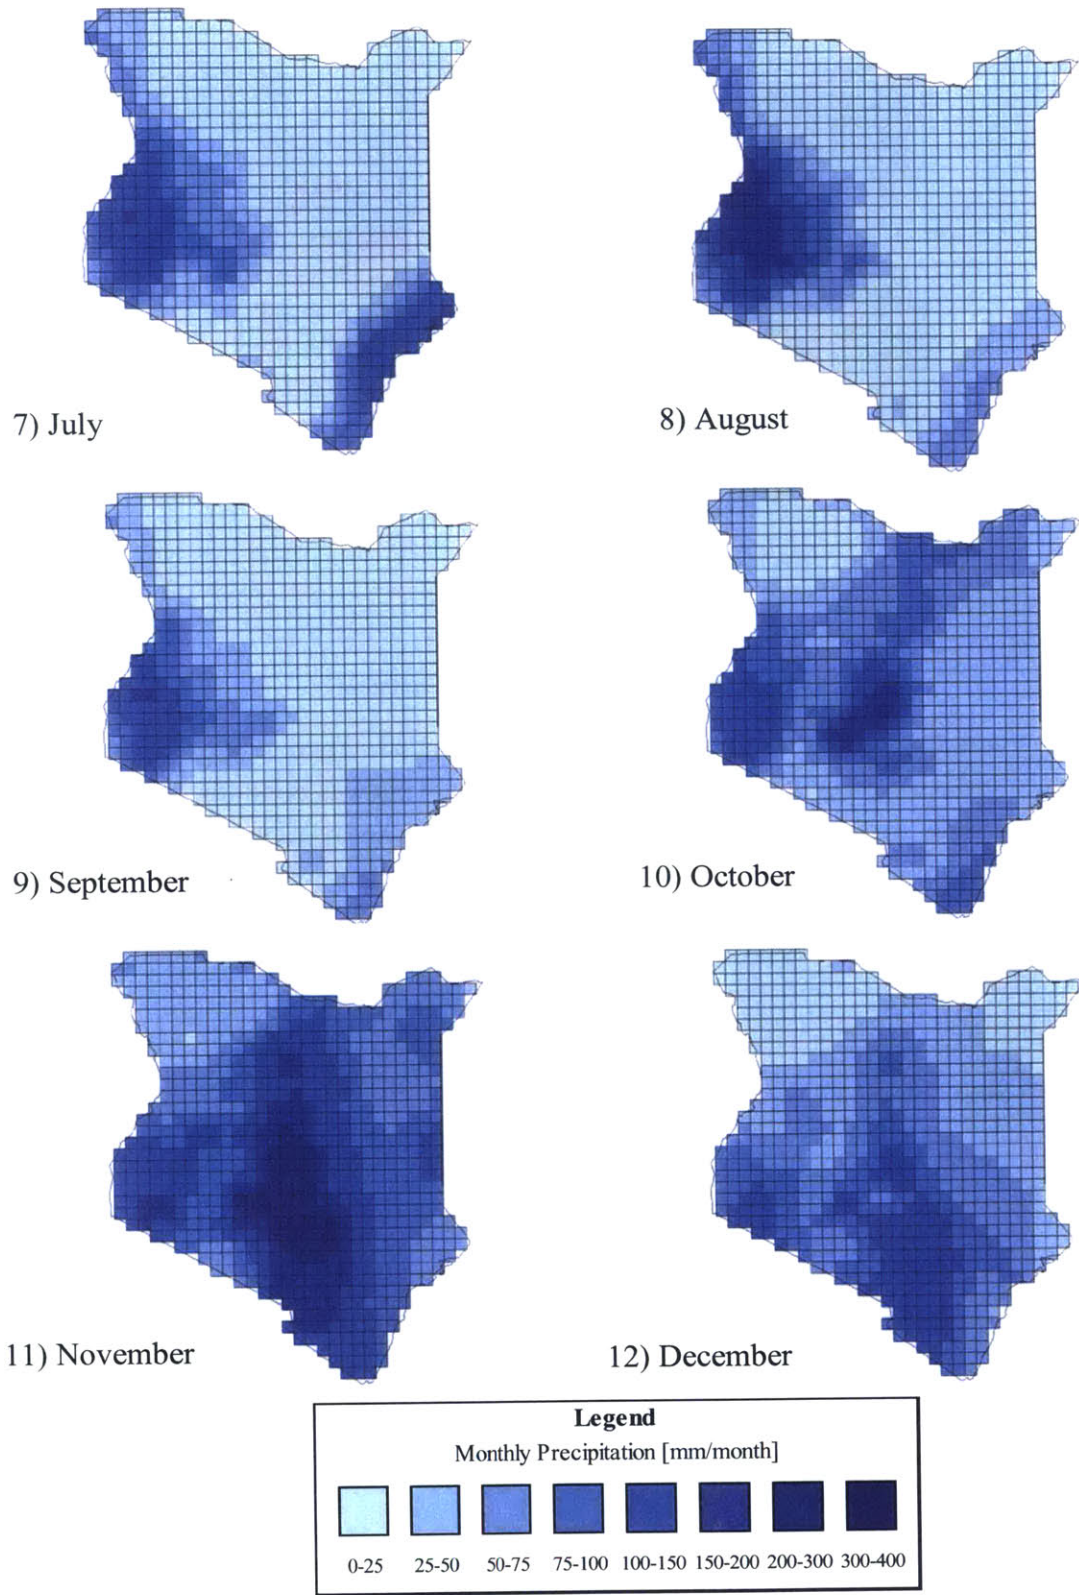 7) July
8) August
9) September
10) October
11) November
12) December
Legend
Monthly Precipitation [mm/month]
0-25 25-50 50-75 75-100 100-150 150-200 200-300 300-400